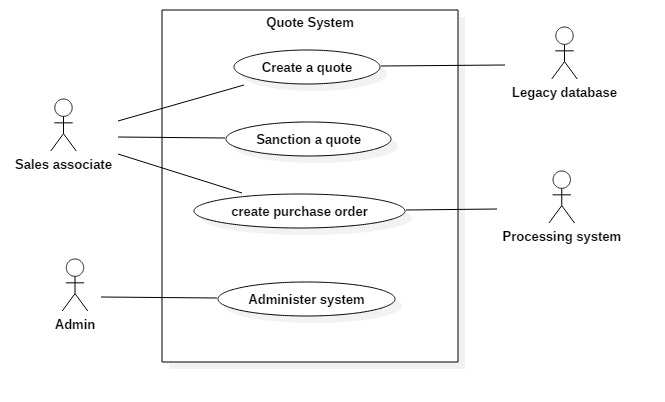 Quote System
Create a quote
Legacy database
Sanction a quote
Sales associate
create purchase order
Processing system
Administer system
Admin